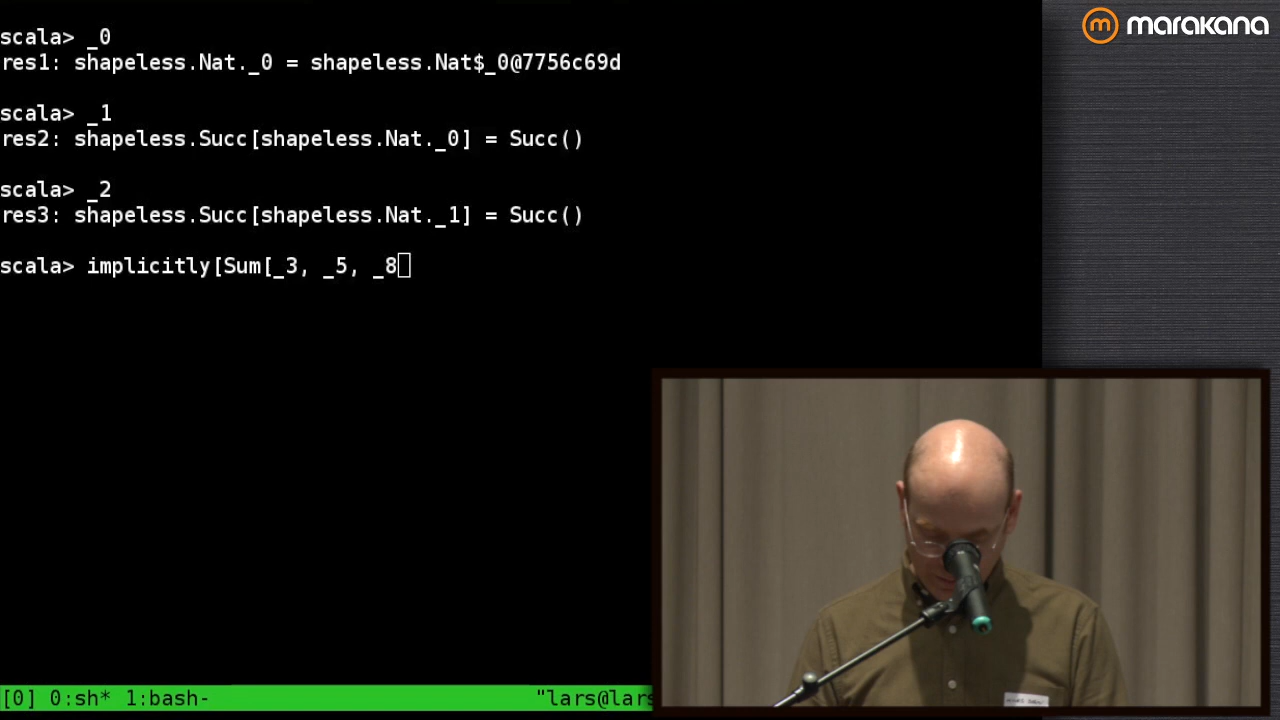 scala> _0
res1: shapeless.Nat._0 = shapeless.Nat$_0@7756c69d
scala> _1
res2: shapeless.Succ[shapeless.Nat._0] = Succ()
scala> _2
res3: shapeless.Succ[shapeless.Nat._1] = Succ()
scala> implicitly[Sum[_3, _5, _8
[0] 0:sh* 1:bash- "lars@lars
marakana